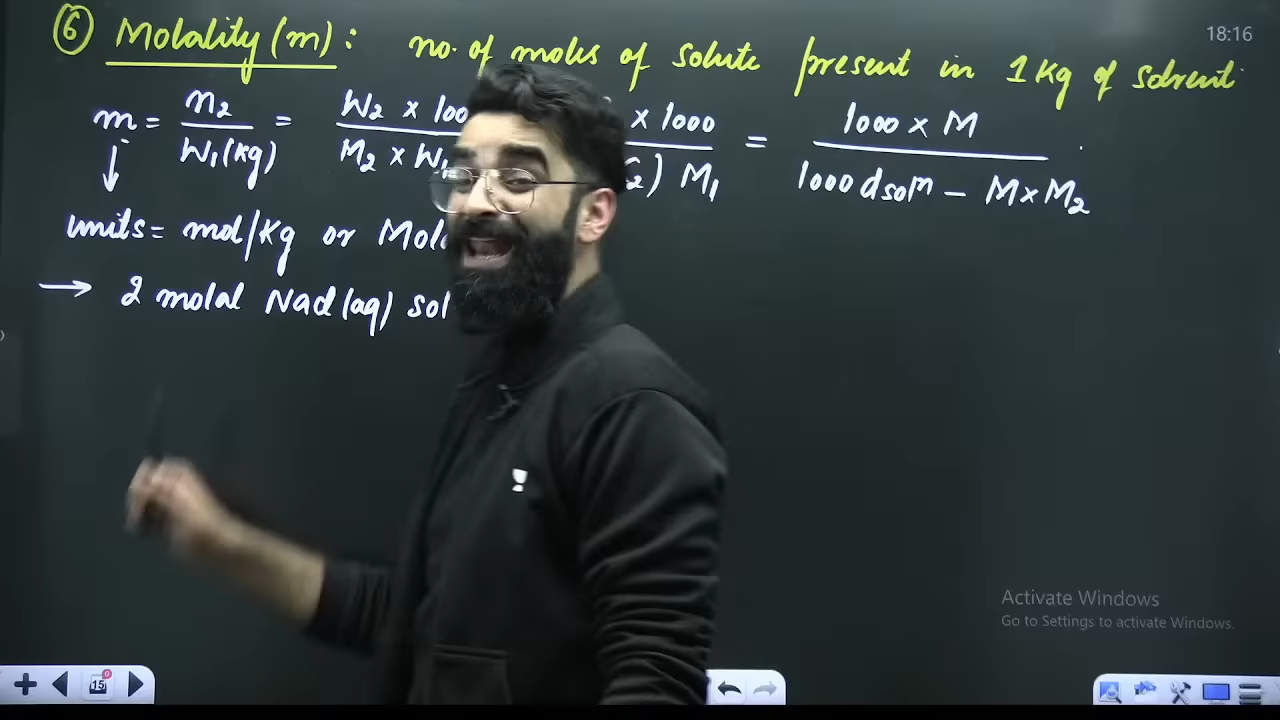 18:16
⑥ Molality (m): no. of moles of solute present in 1 Kg of solvent
m = n₂ / W₁(Kg) = W₂ × 100 / M₂ × W₁ × 1000 / ) M₁ = 1000 × M / 1000 dsolⁿ – M×M₂
units = mol/Kg or
→ 2 molal NaCl (aq) sol
Activate Windows
Go to Settings to activate Windows.
15